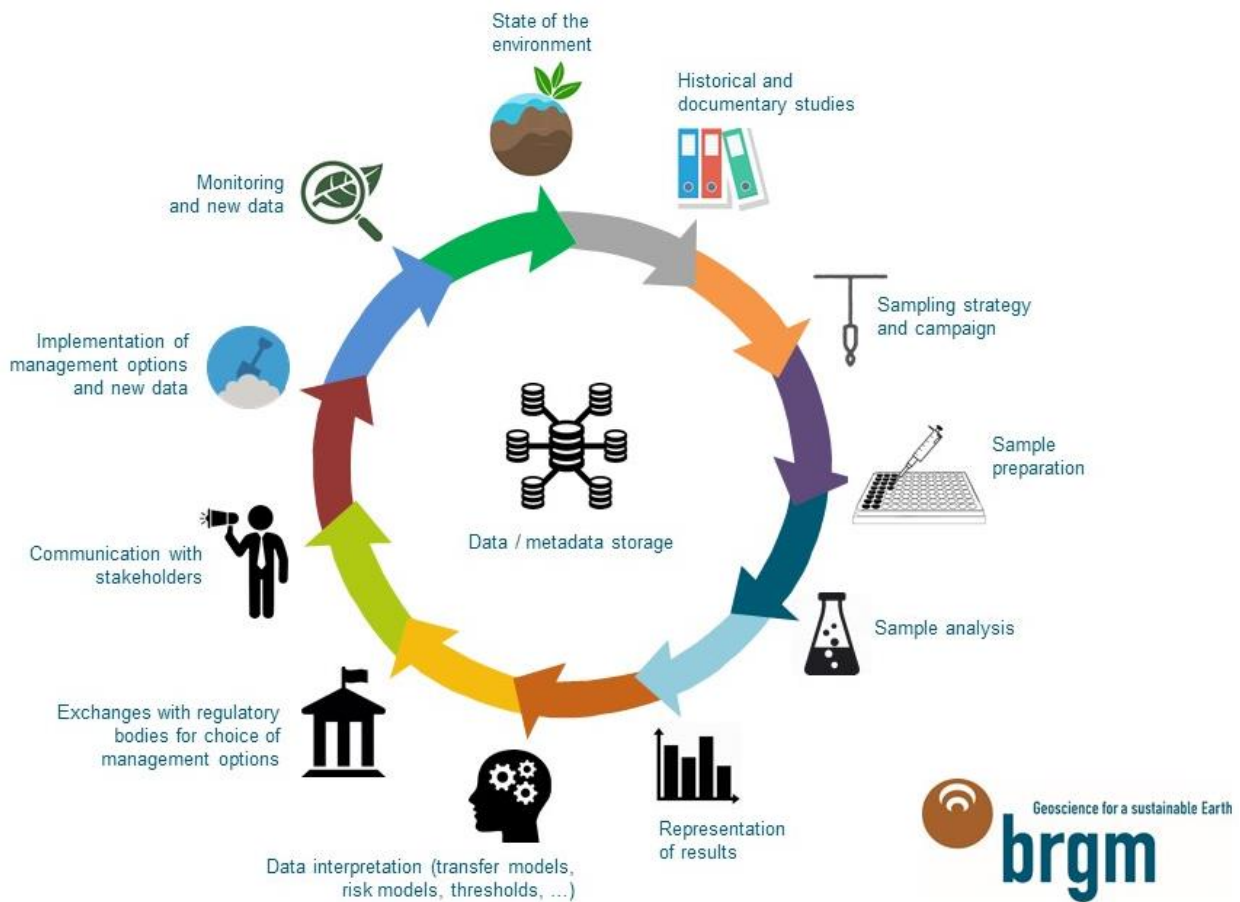 State of the
environment
Historical and
documentary studies
Sampling strategy
and campaign
Sample
preparation
Sample analysis
Representation
of results
Data interpretation (transfer models,
risk models, thresholds, ...)
Exchanges with regulatory
bodies for choice of
management options
Communication with
stakeholders
Implementation of
management options
and new data
Monitoring
and new data
Data / metadata storage
Geoscience for a sustainable Earth
brgm